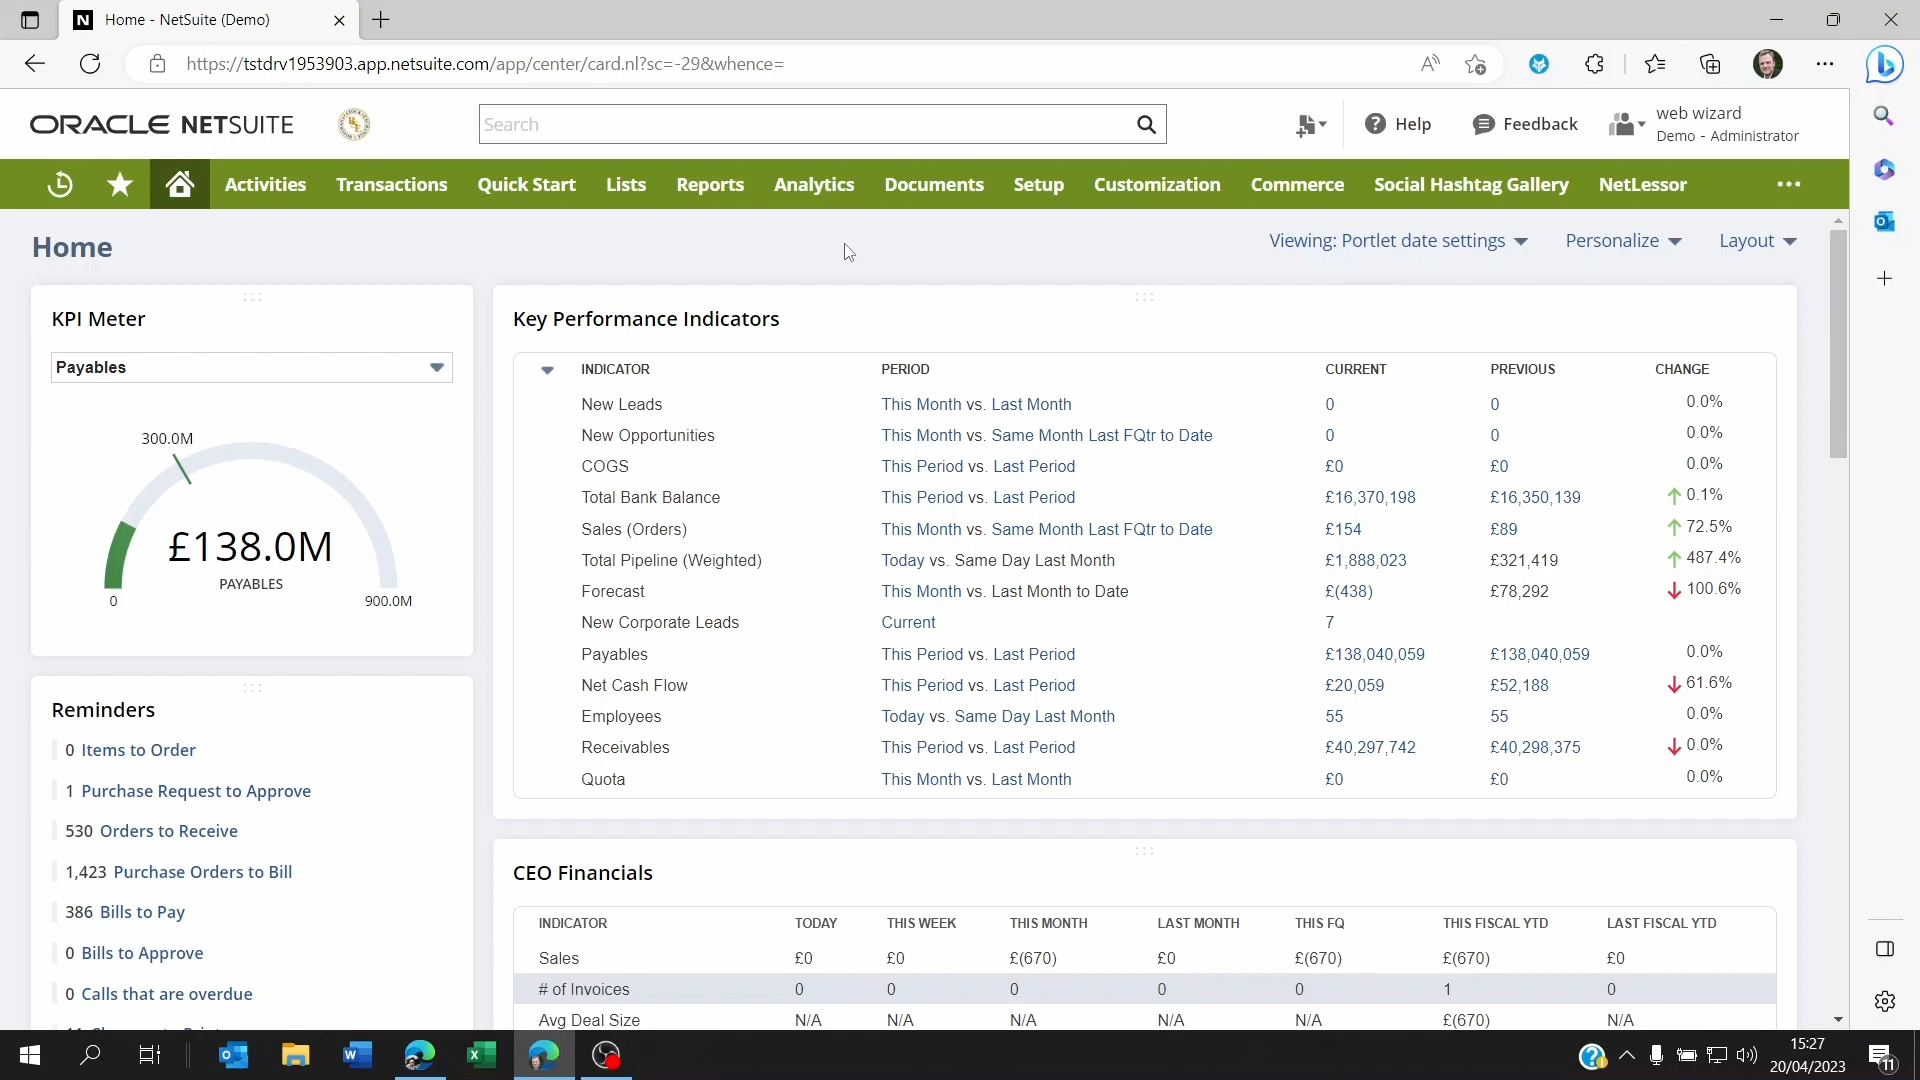 Home - NetSuite (Demo)
https://tstdrv1953903.app.netsuite.com/app/center/card.nl?sc=-29&whence=
ORACLE NETSUITE
Search
Help
Feedback
web wizard
Demo - Administrator
Activities Transactions Quick Start Lists Reports Analytics Documents Setup Customization Commerce Social Hashtag Gallery NetLessor
Home
Viewing: Portlet date settings Personalize Layout
KPI Meter
Payables
300.0M
£138.0M
PAYABLES
0 900.0M
Reminders
0 Items to Order
1 Purchase Request to Approve
530 Orders to Receive
1,423 Purchase Orders to Bill
386 Bills to Pay
0 Bills to Approve
0 Calls that are overdue
Key Performance Indicators
INDICATOR PERIOD CURRENT PREVIOUS CHANGE
New Leads This Month vs. Last Month 0 0 0.0%
New Opportunities This Month vs. Same Month Last FQtr to Date 0 0 0.0%
COGS This Period vs. Last Period £0 £0 0.0%
Total Bank Balance This Period vs. Last Period £16,370,198 £16,350,139 0.1%
Sales (Orders) This Month vs. Same Month Last FQtr to Date £154 £89 72.5%
Total Pipeline (Weighted) Today vs. Same Day Last Month £1,888,023 £321,419 487.4%
Forecast This Month vs. Last Month to Date £(438) £78,292 100.6%
New Corporate Leads Current 7
Payables This Period vs. Last Period £138,040,059 £138,040,059 0.0%
Net Cash Flow This Period vs. Last Period £20,059 £52,188 61.6%
Employees Today vs. Same Day Last Month 55 55 0.0%
Receivables This Period vs. Last Period £40,297,742 £40,298,375 0.0%
Quota This Month vs. Last Month £0 £0 0.0%
CEO Financials
INDICATOR TODAY THIS WEEK THIS MONTH LAST MONTH THIS FQ THIS FISCAL YTD LAST FISCAL YTD
Sales £0 £0 £(670) £0 £(670) £(670) £0
# of Invoices 0 0 0 0 0 1 0
Avg Deal Size N/A N/A N/A N/A N/A £(670) N/A
15:27
20/04/2023
11